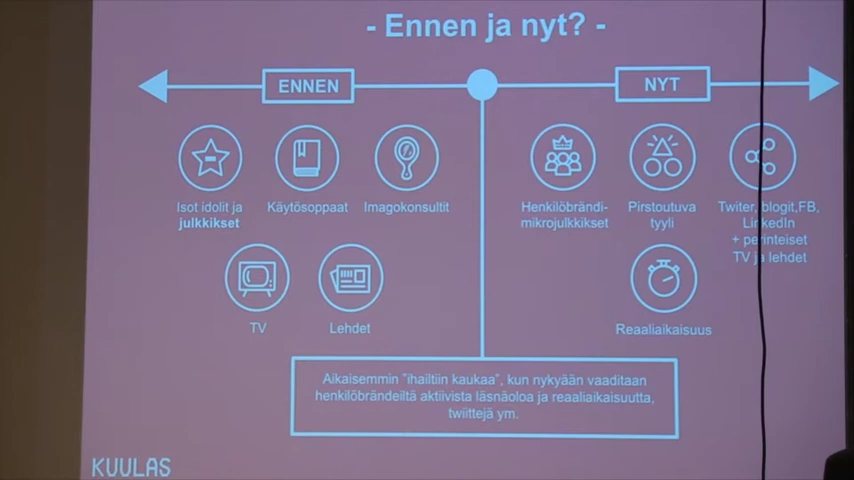 - Ennen ja nyt? -
ENNEN
NYT
Isot idolit ja
julkkikset
Käytösoppaat
Imagokonsultit
Henkilöbrändi-
mikrojulkkikset
Pirstoutuva
tyyli
Twiter, blogit,FB,
LinkedIn
+ perinteiset
TV ja lehdet
TV
Lehdet
Reaaliaikaisuus
Aikaisemmin "ihailtiin kaukaa", kun nykyään vaaditaan
henkilöbrändeiltä aktiivista läsnäoloa ja reaaliaikaisuutta,
twiittejä ym.
KUULAS